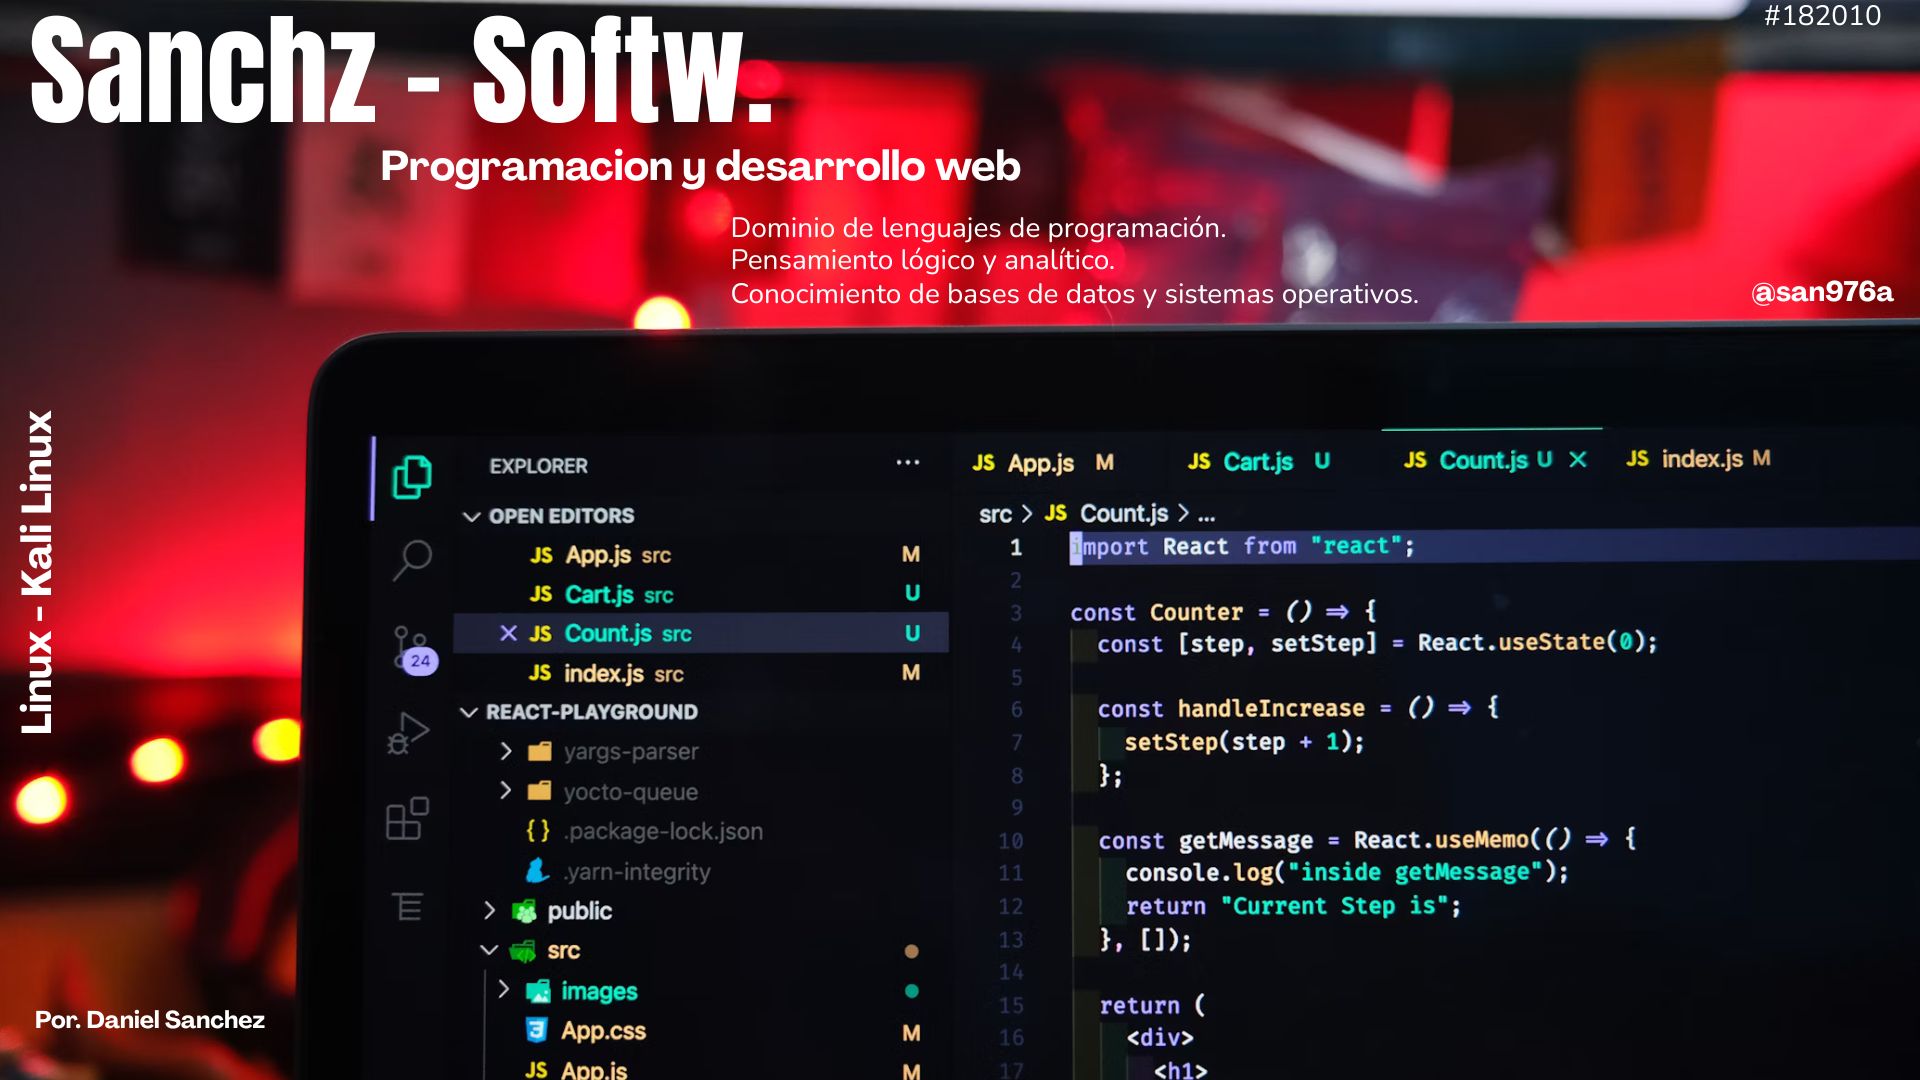 #182010
Sanchz - Softw.
Programacion y desarrollo web
Dominio de lenguajes de programación.
Pensamiento lógico y analítico.
Conocimiento de bases de datos y sistemas operativos.
@san976a
Linux - Kali Linux
Por. Daniel Sanchez
EXPLORER ...
OPEN EDITORS
JS App.js src M
JS Cart.js src U
JS Count.js src U
JS index.js src M
24
REACT-PLAYGROUND
yargs-parser
yocto-queue
{} .package-lock.json
.yarn-integrity
public
src
images
App.css M
JS App.js M
JS App.js M JS Cart.js U JS Count.js U JS index.js M
src > JS Count.js > ...
1 import React from "react";
2
3 const Counter = () => {
4 const [step, setStep] = React.useState(0);
5
6 const handleIncrease = () => {
7 setStep(step + 1);
8 };
9
10 const getMessage = React.useMemo(() => {
11 console.log("inside getMessage");
12 return "Current Step is";
13 }, []);
14
15 return (
16 <div>
17 <h1>